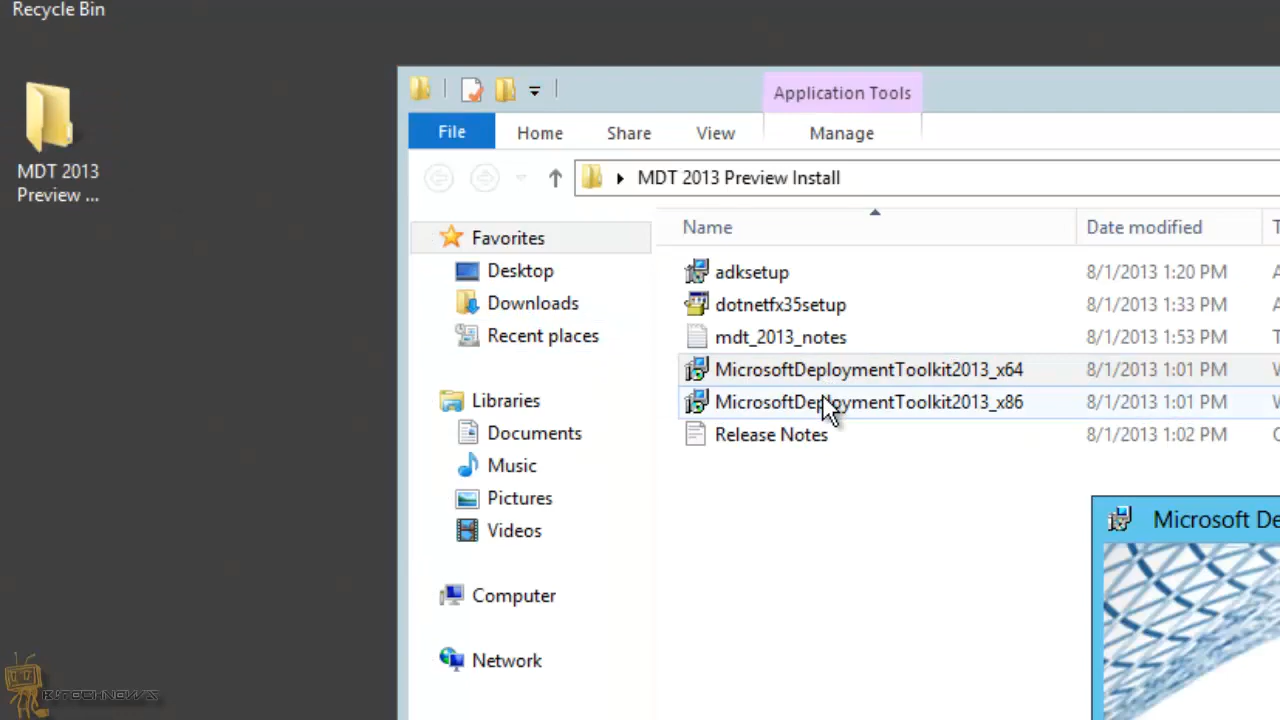 Recycle Bin
MDT 2013
Preview ...
Application Tools
File Home Share View Manage
MDT 2013 Preview Install
Name Date modified
Favorites
Desktop
Downloads
Recent places
Libraries
Documents
Music
Pictures
Videos
Computer
Network
adksetup 8/1/2013 1:20 PM
dotnetfx35setup 8/1/2013 1:33 PM
mdt_2013_notes 8/1/2013 1:53 PM
MicrosoftDeploymentToolkit2013_x64 8/1/2013 1:01 PM
MicrosoftDeploymentToolkit2013_x86 8/1/2013 1:01 PM
Release Notes 8/1/2013 1:02 PM
Microsoft De